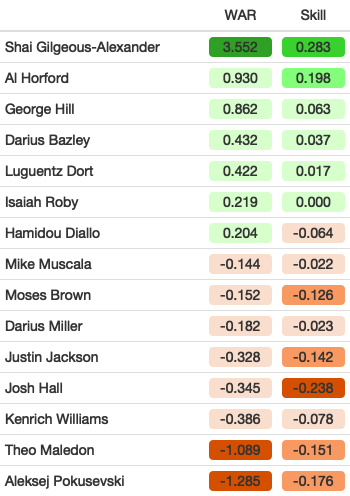 WAR Skill
Shai Gilgeous-Alexander 3.552 0.283
Al Horford 0.930 0.198
George Hill 0.862 0.063
Darius Bazley 0.432 0.037
Luguentz Dort 0.422 0.017
Isaiah Roby 0.219 0.000
Hamidou Diallo 0.204 -0.064
Mike Muscala -0.144 -0.022
Moses Brown -0.152 -0.126
Darius Miller -0.182 -0.023
Justin Jackson -0.328 -0.142
Josh Hall -0.345 -0.238
Kenrich Williams -0.386 -0.078
Theo Maledon -1.089 -0.151
Aleksej Pokusevski -1.285 -0.176